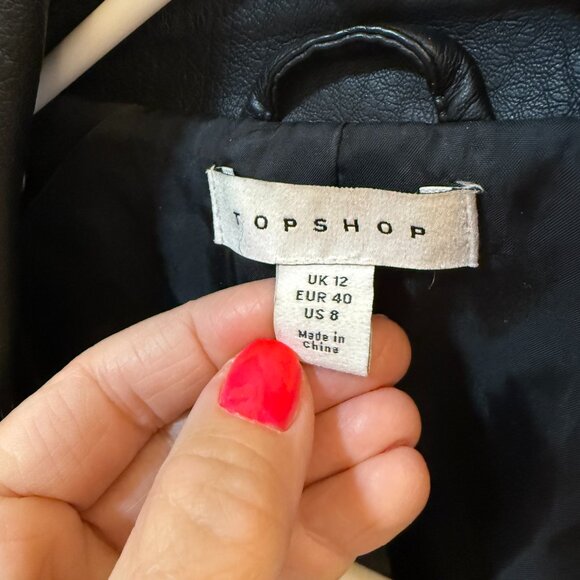 TOPSHOP
UK 12
EUR 40
US 8
Made in
China